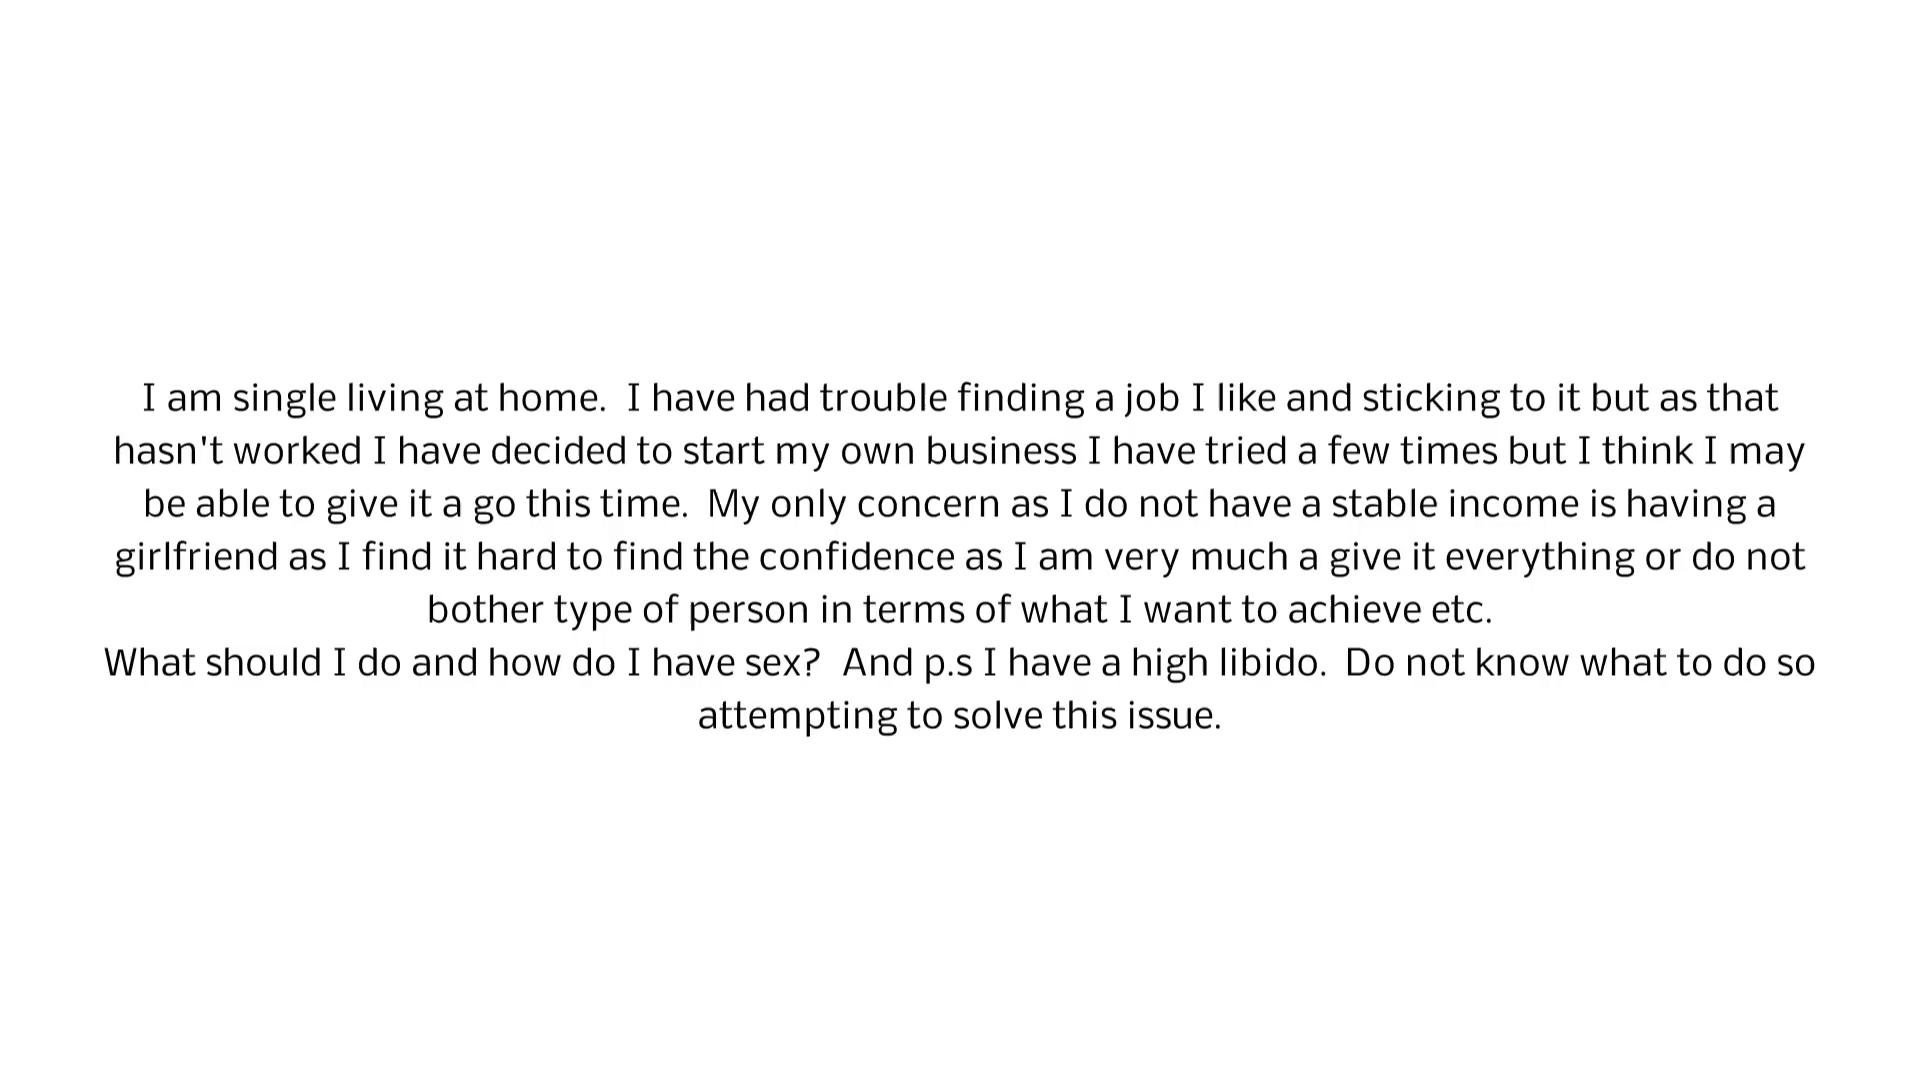 I am single living at home.  I have had trouble finding a job I like and sticking to it but as that
hasn't worked I have decided to start my own business I have tried a few times but I think I may
be able to give it a go this time.  My only concern as I do not have a stable income is having a
girlfriend as I find it hard to find the confidence as I am very much a give it everything or do not
bother type of person in terms of what I want to achieve etc.
What should I do and how do I have sex?  And p.s I have a high libido.  Do not know what to do so
attempting to solve this issue.